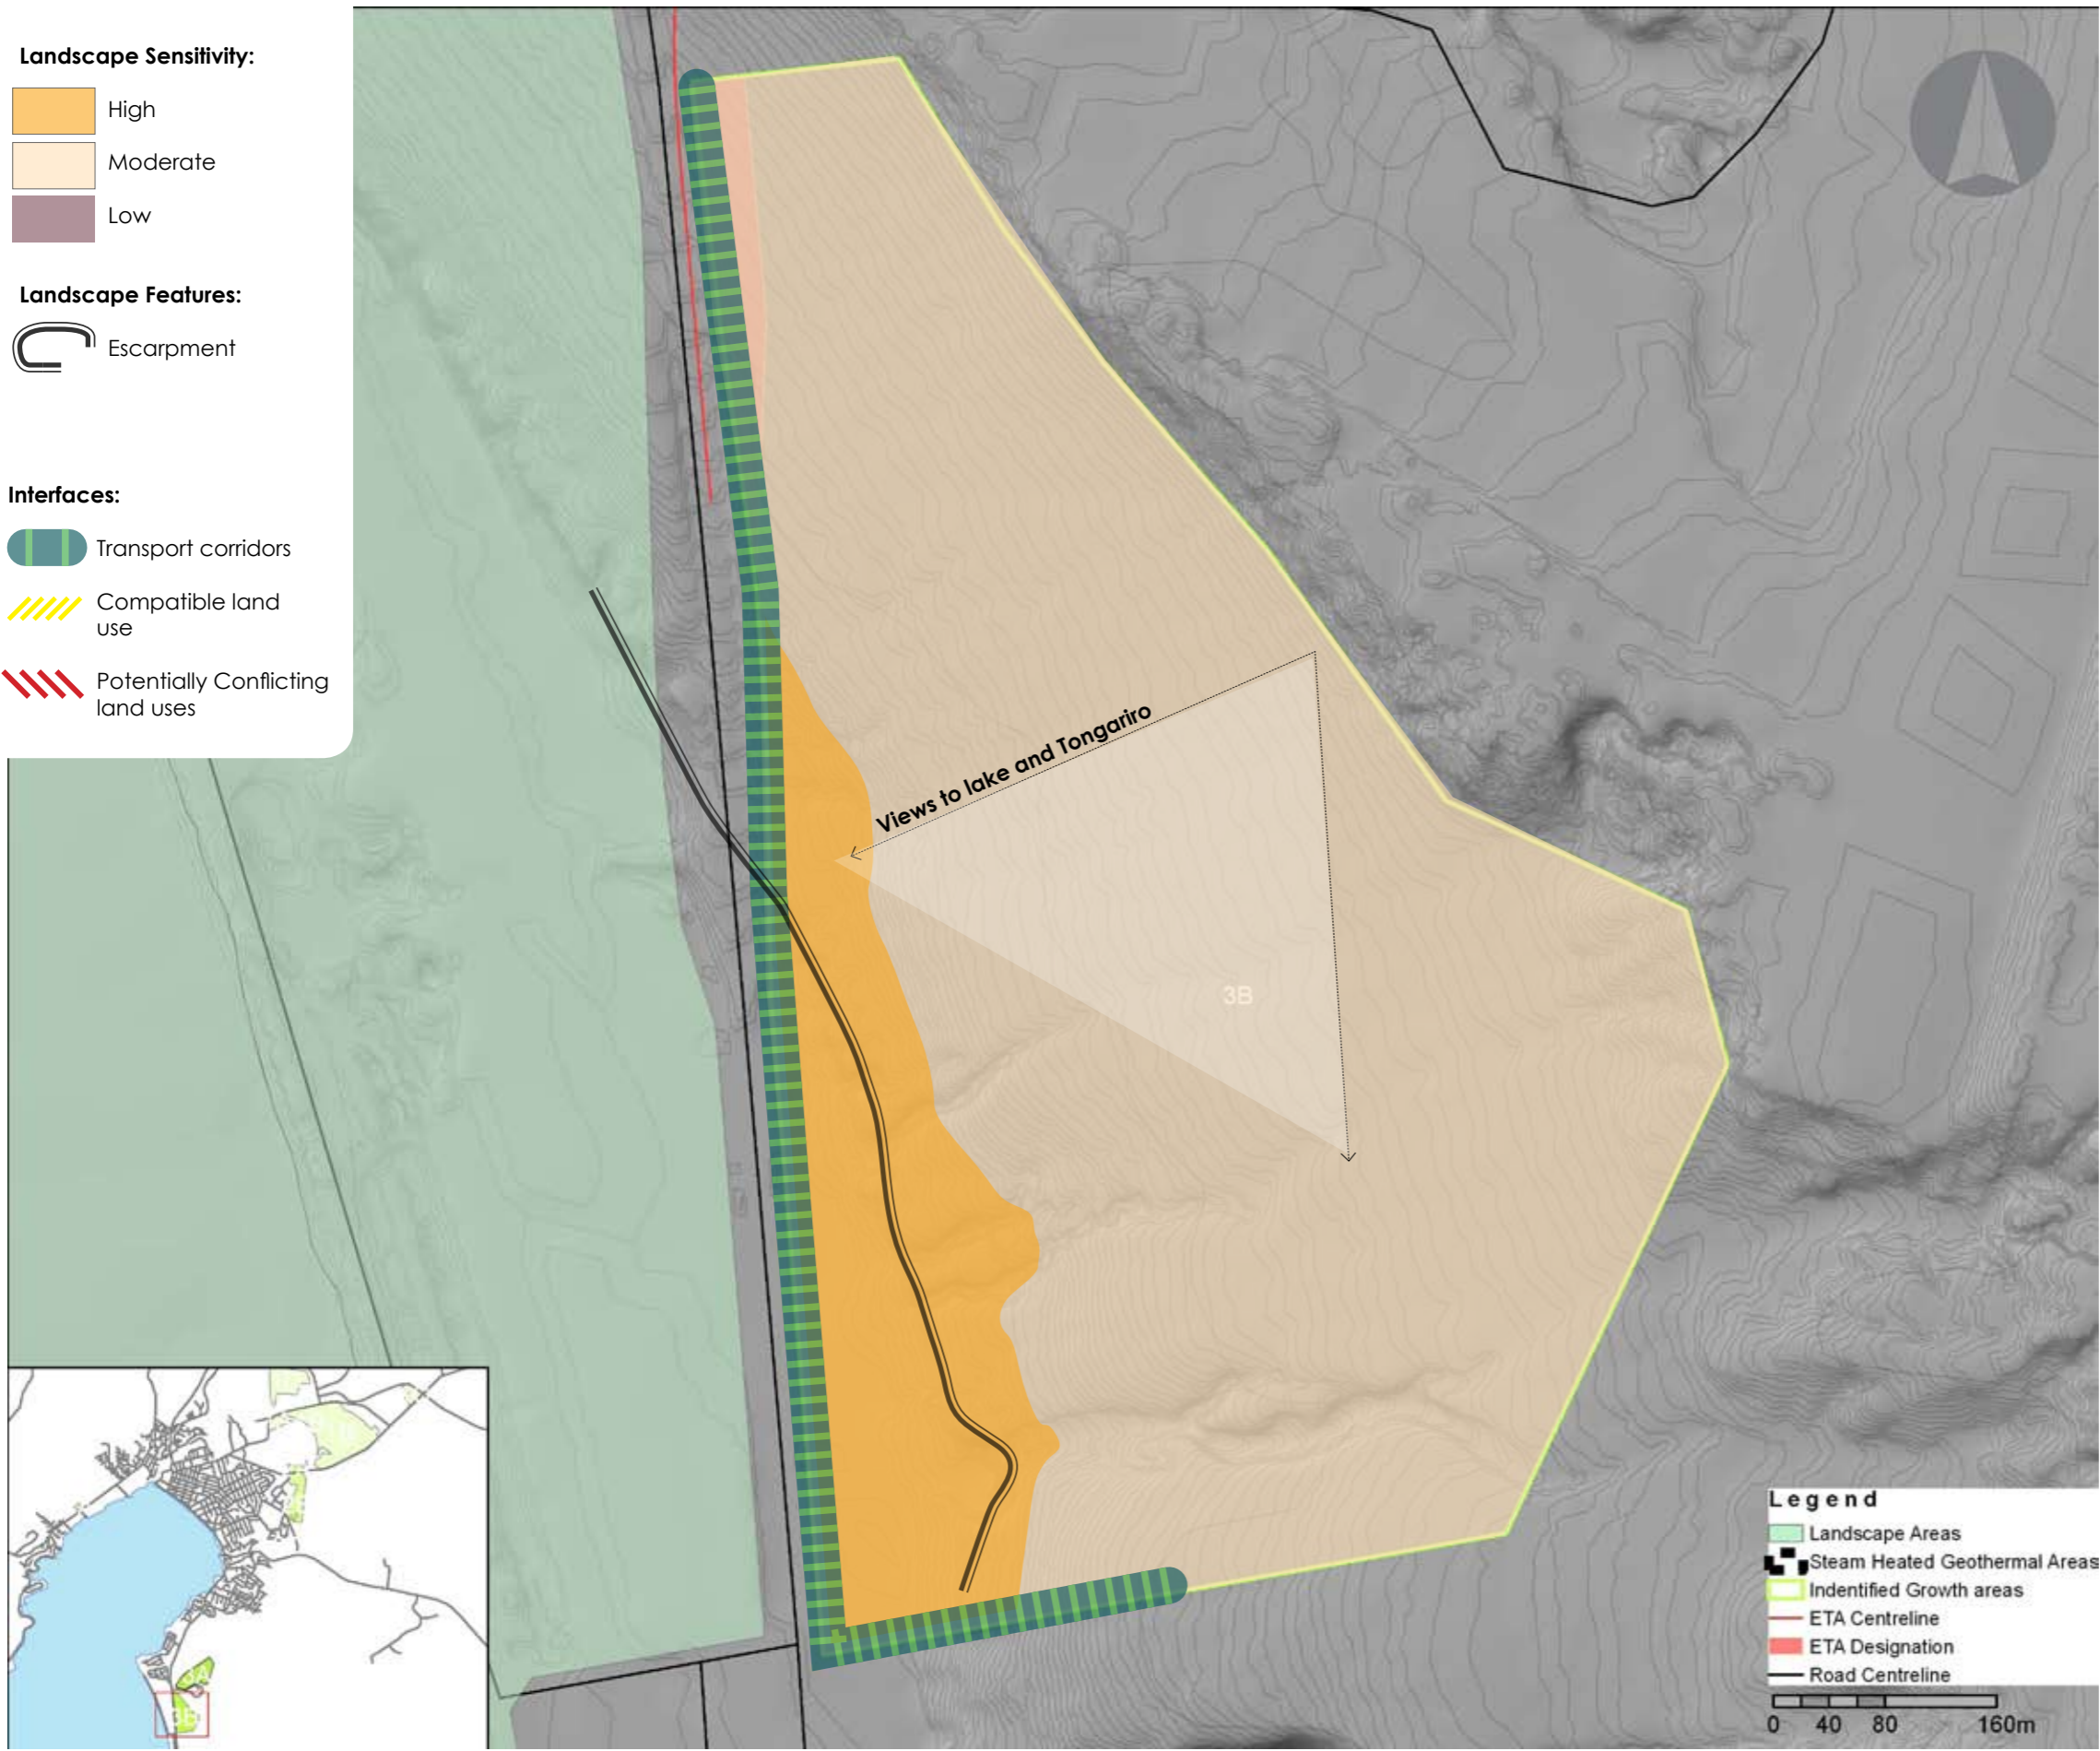 Landscape Sensitivity:
High
Moderate
Low
Landscape Features:
Escarpment
Interfaces:
Transport corridors
Compatible land
use
Potentially Conflicting
land uses
Views to lake and Tongariro
3B
3A
3B
Legend
Landscape Areas
Steam Heated Geothermal Areas
Indentified Growth areas
ETA Centreline
ETA Designation
Road Centreline
0 40 80 160m